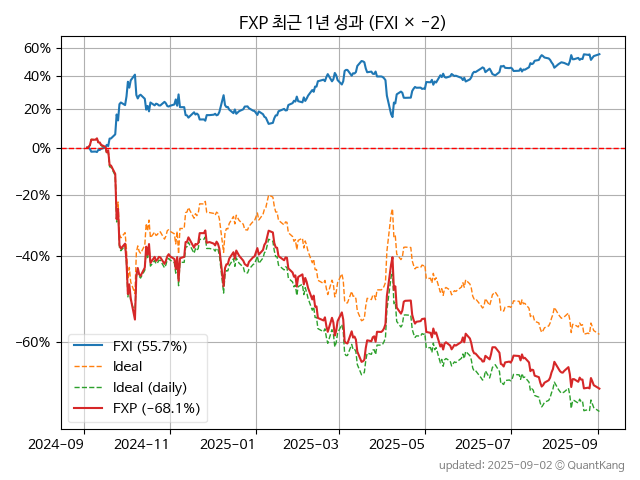 FXP 최근 1년 성과 (FXI × −2)
60%
40%
20%
0%
−20%
−40%
−60%
FXI (55.7%)
Ideal
Ideal (daily)
FXP (−68.1%)
2024-09 2024-11 2025-01 2025-03 2025-05 2025-07 2025-09
updated: 2025-09-02 © QuantKang